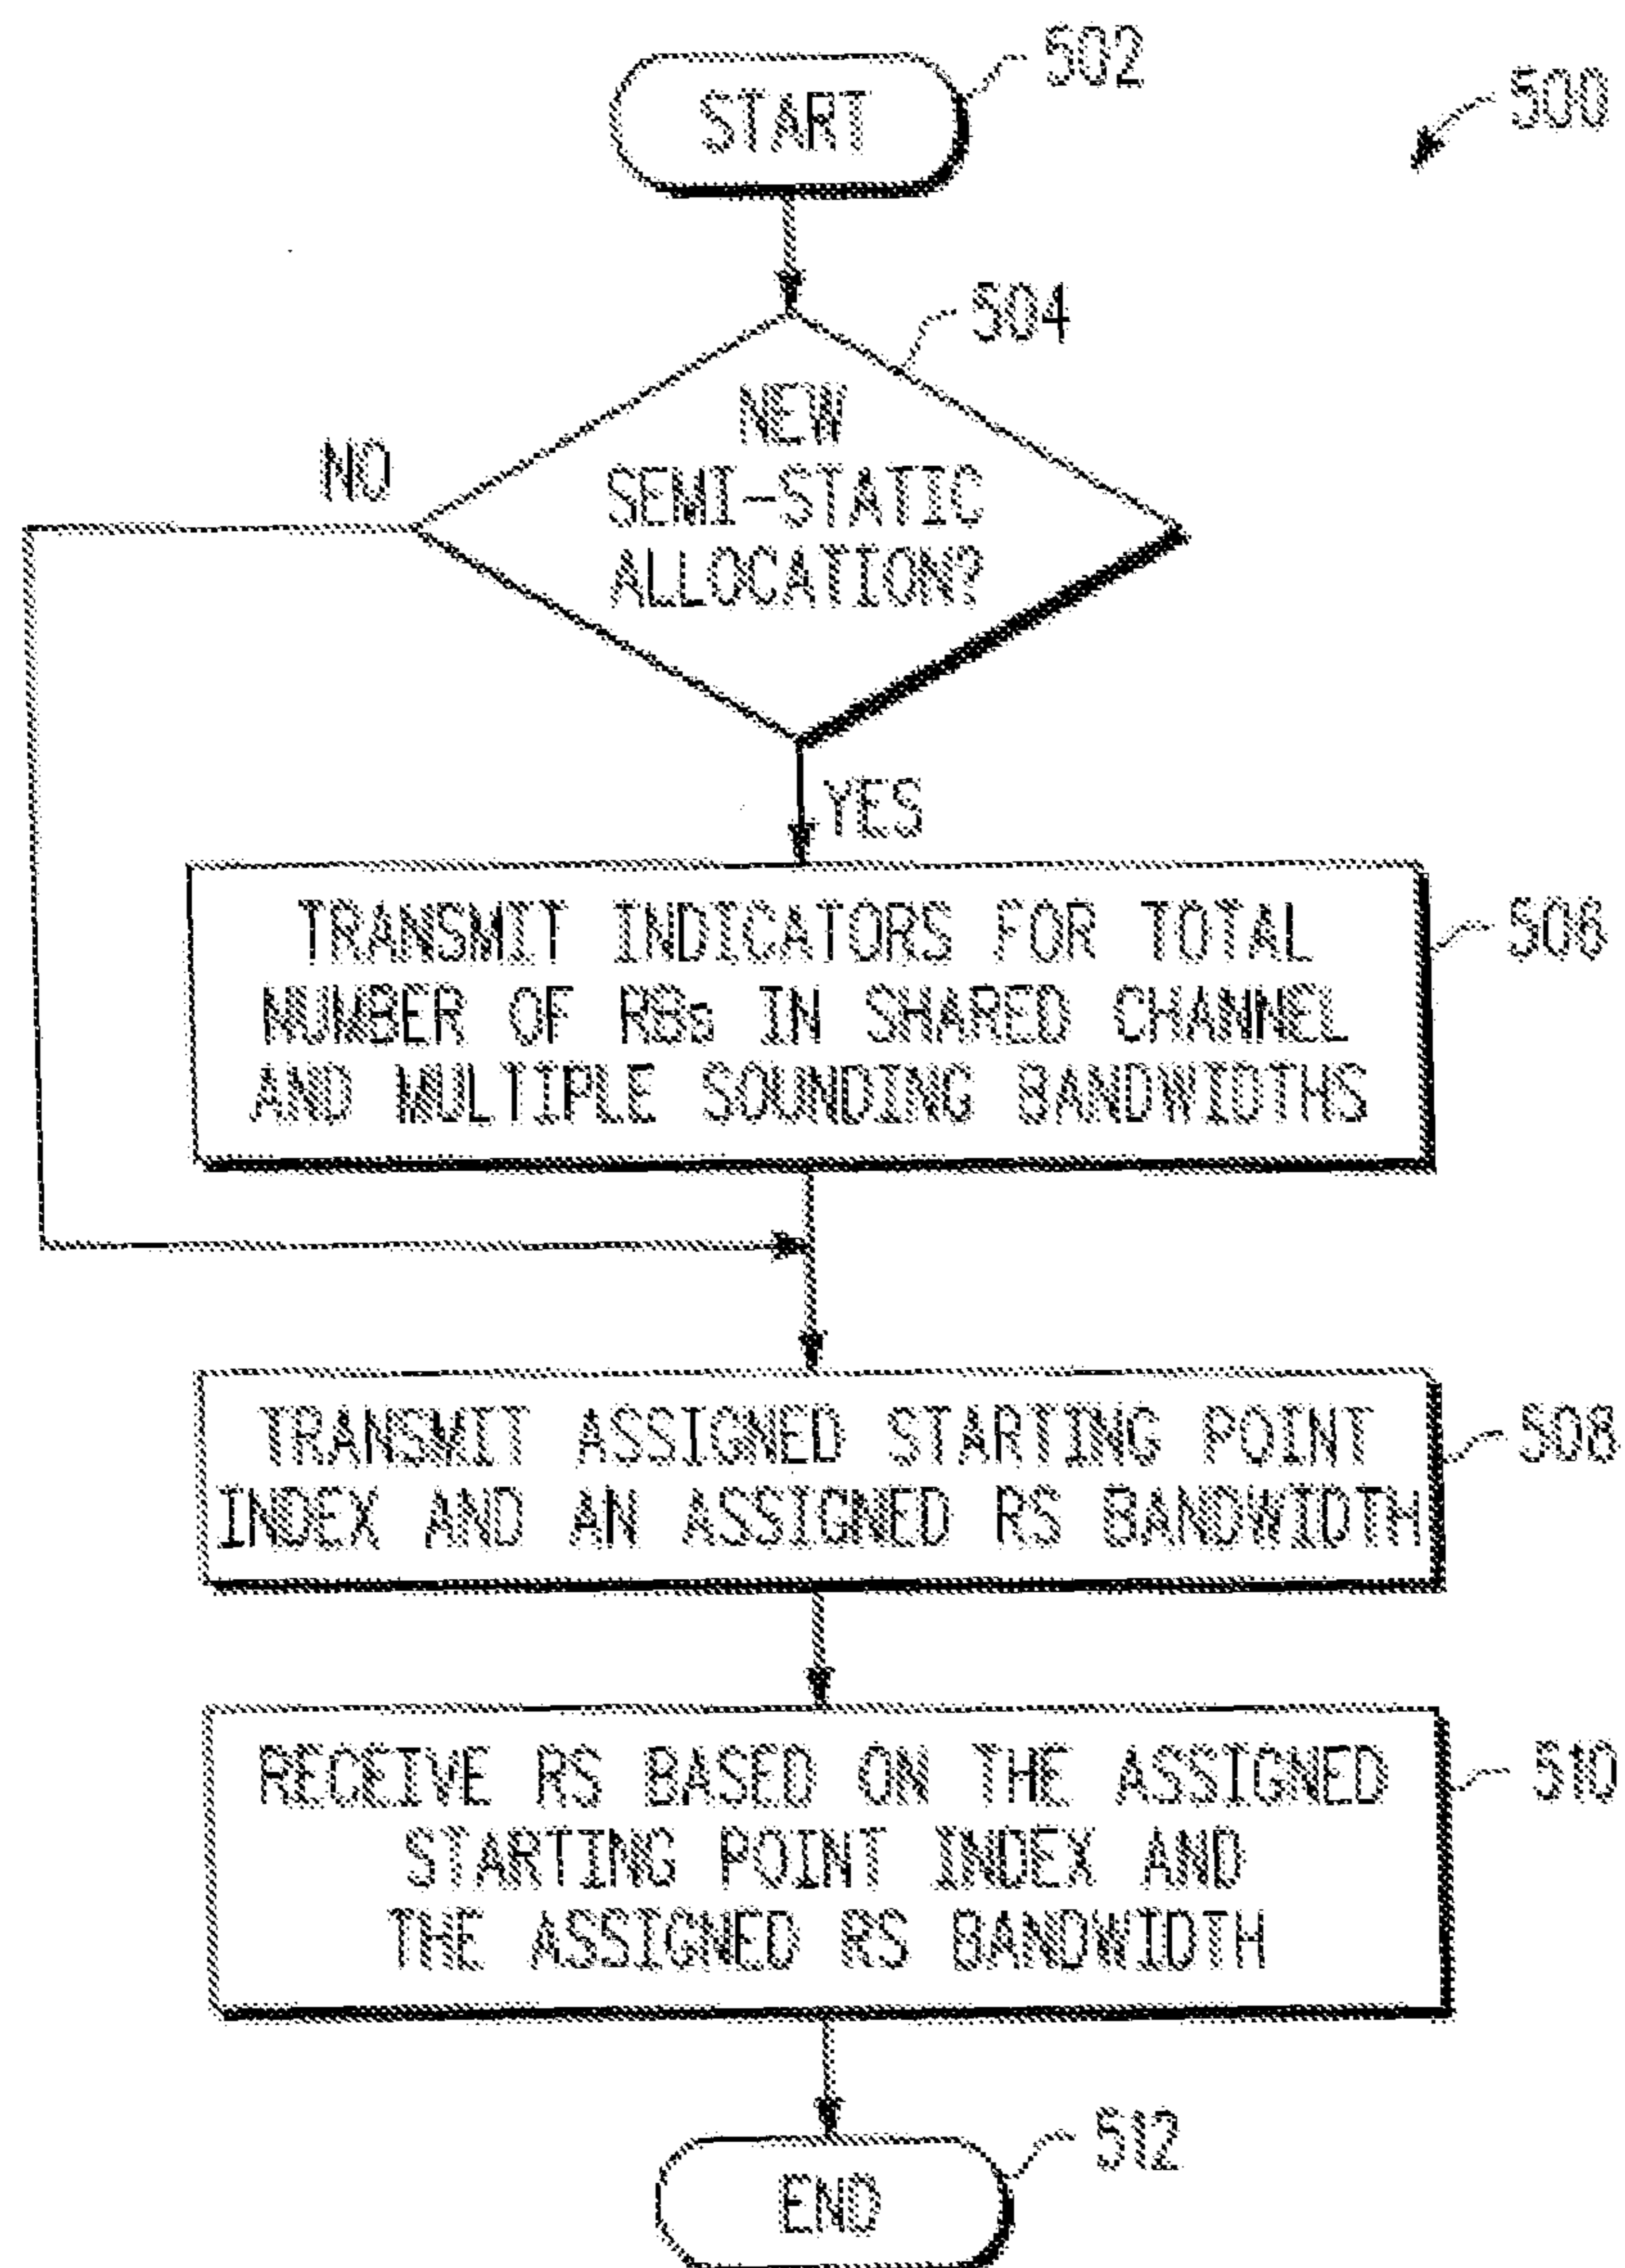 START
502
500
504
NEW
SEMI-STATIC
ALLOCATION?
NO
YES
TRANSMIT INDICATORS FOR TOTAL
NUMBER OF RBs IN SHARED CHANNEL
AND MULTIPLE SOUNDING BANDWIDTHS
506
TRANSMIT ASSIGNED STARTING POINT
INDEX AND AN ASSIGNED RS BANDWIDTH
508
RECEIVE RS BASED ON THE ASSIGNED
STARTING POINT INDEX AND
THE ASSIGNED RS BANDWIDTH
510
END
512